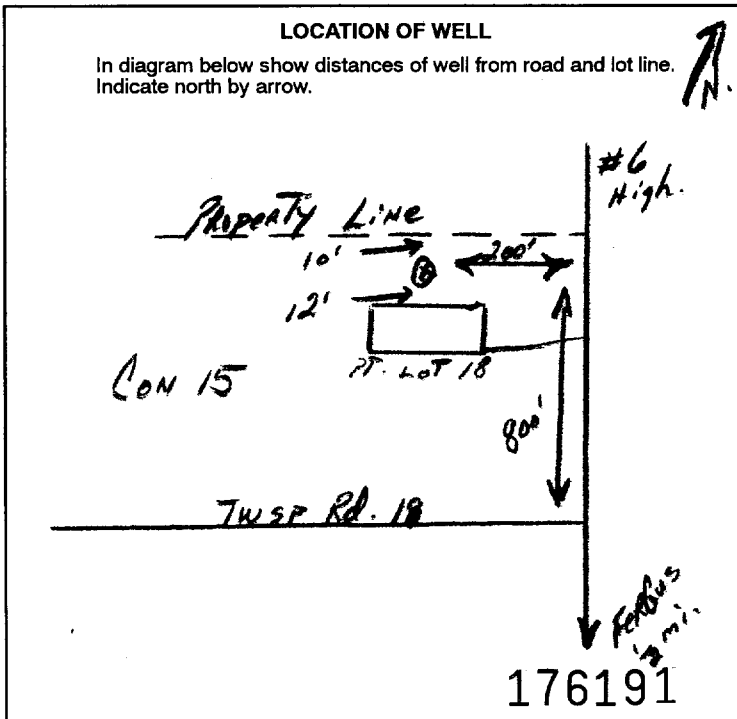 LOCATION OF WELL
In diagram below show distances of well from road and lot line.
Indicate north by arrow.
N.
#6
High.
Property Line
10'
200'
12'
PT. LOT 18
Con 15
800'
Twsp Rd. 18
Fergus
1/2 mi.
176191